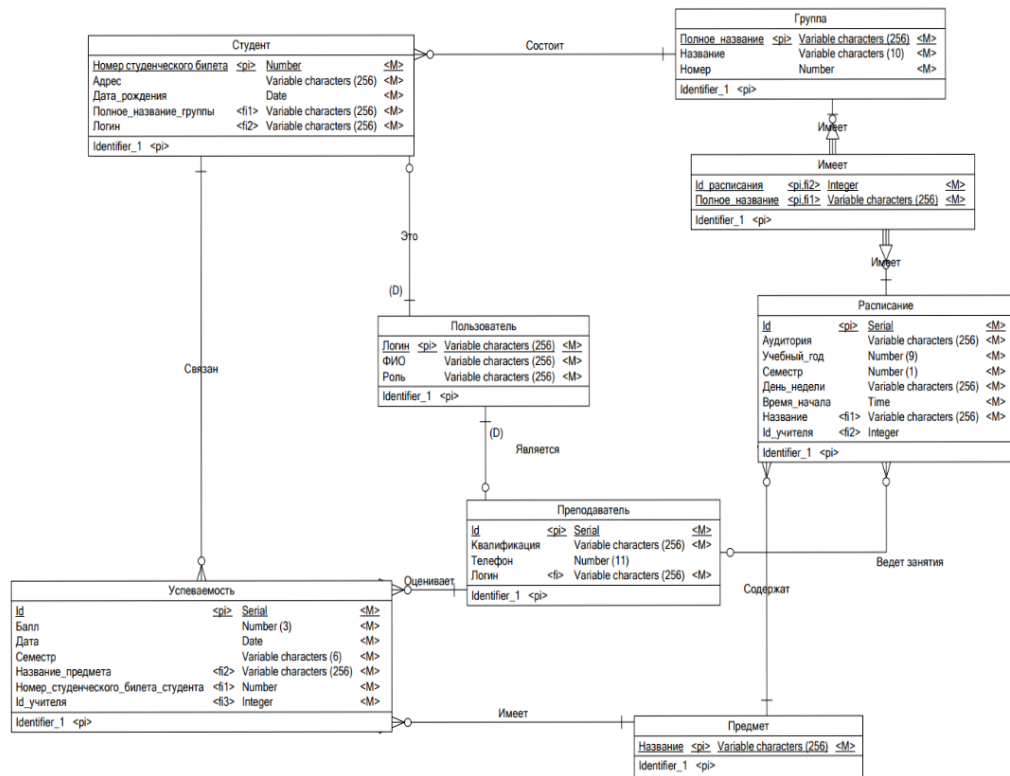 Группа
Полное название <pi> Variable characters (256) <M>
Название Variable characters (10) <M>
Номер Number <M>
Identifier_1 <pi>
Состоит
Студент
Номер студенческого билета <pi> Number <M>
Адрес Variable characters (256) <M>
Дата_рождения Date <M>
Полное_название_группы <fi1> Variable characters (256) <M>
Логин <fi2> Variable characters (256) <M>
Identifier_1 <pi>
Имеет
Имеет
Id_расписания <pi.fi2> Integer <M>
Полное_название <pi.fi1> Variable characters (256) <M>
Identifier_1 <pi>
Имеет
Это
(D)
Расписание
Id <pi> Serial <M>
Аудитория Variable characters (256) <M>
Учебный_год Number (9) <M>
Семестр Number (1) <M>
День_недели Variable characters (256) <M>
Время_начала Time <M>
Название <fi1> Variable characters (256) <M>
Id_учителя <fi2> Integer
Identifier_1 <pi>
Пользователь
Логин <pi> Variable characters (256) <M>
ФИО Variable characters (256) <M>
Роль Variable characters (256) <M>
Identifier_1 <pi>
Связан
(D)
Является
Преподаватель
Id <pi> Serial <M>
Квалификация Variable characters (256) <M>
Телефон Number (11)
Логин <fi> Variable characters (256) <M>
Identifier_1 <pi>
Ведет занятия
Оценивает
Содержат
Успеваемость
Id <pi> Serial <M>
Балл Number (3) <M>
Дата Date <M>
Семестр Variable characters (6) <M>
Название_предмета <fi2> Variable characters (256) <M>
Номер_студенческого_билета_студента <fi1> Number <M>
Id_учителя <fi3> Integer <M>
Identifier_1 <pi>
Имеет
Предмет
Название <pi> Variable characters (256) <M>
Identifier_1 <pi>